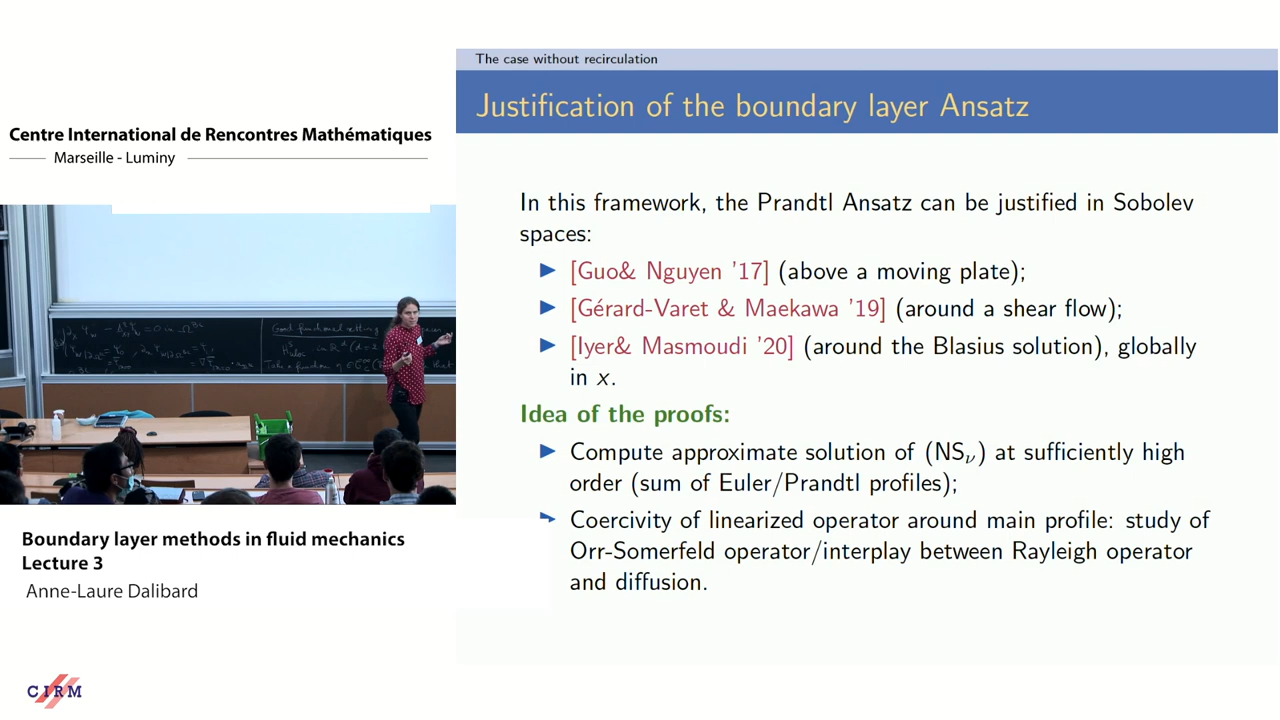 Centre International de Rencontres Mathématiques
Marseille - Luminy
Boundary layer methods in fluid mechanics
Lecture 3
Anne-Laure Dalibard
CIRM
The case without recirculation
Justification of the boundary layer Ansatz
In this framework, the Prandtl Ansatz can be justified in Sobolev
spaces:
▶ [Guo& Nguyen '17] (above a moving plate);
▶ [Gérard-Varet & Maekawa '19] (around a shear flow);
▶ [Iyer& Masmoudi '20] (around the Blasius solution), globally
in x.
Idea of the proofs:
▶ Compute approximate solution of (NSν) at sufficiently high
order (sum of Euler/Prandtl profiles);
▶ Coercivity of linearized operator around main profile: study of
Orr-Somerfeld operator/interplay between Rayleigh operator
and diffusion.